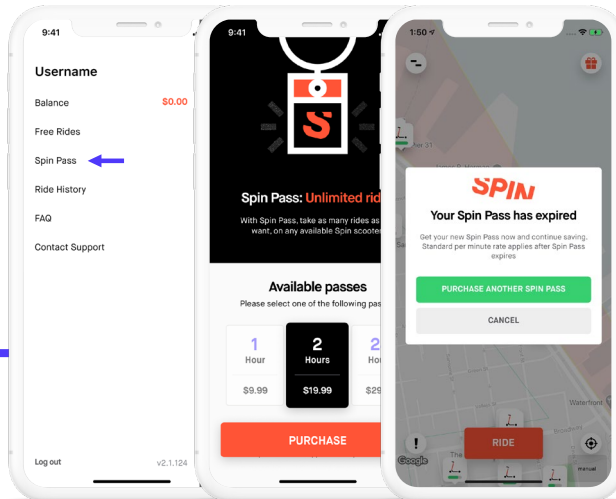 9:41
Username
Balance $0.00
Free Rides
Spin Pass
Ride History
FAQ
Contact Support
Log out v2.1.124
9:41
S
Spin Pass: Unlimited rid
With Spin Pass, take as many rides as
want, on any available Spin scoote
Available passes
Please select one of the following pas
1 2 2
Hour Hours Ho
$9.99 $19.99 $29
PURCHASE
1:50
SPIN
Your Spin Pass has expired
Get your new Spin Pass now and continue saving.
Standard per minute rate applies after Spin Pass
expires
PURCHASE ANOTHER SPIN PASS
CANCEL
Waterfront
RIDE
The
Google
manual